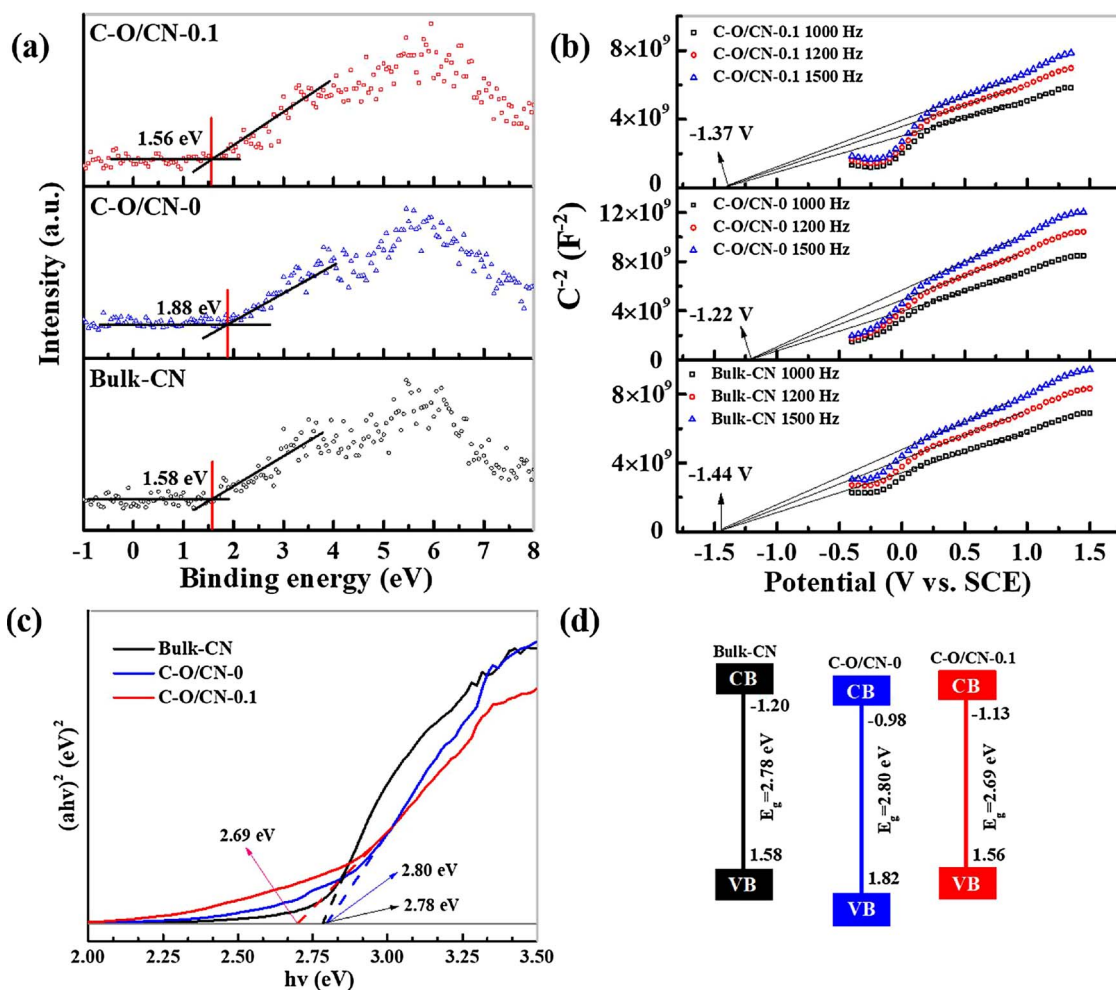 (a)
C-O/CN-0.1
1.56 eV
C-O/CN-0
1.88 eV
Bulk-CN
1.58 eV
Intensity (a.u.)
-1 0 1 2 3 4 5 6 7 8
Binding energy (eV)
(b)
8×10⁹
4×10⁹
0
C-O/CN-0.1 1000 Hz
C-O/CN-0.1 1200 Hz
C-O/CN-0.1 1500 Hz
-1.37 V
12×10⁹
8×10⁹
4×10⁹
0
C-O/CN-0 1000 Hz
C-O/CN-0 1200 Hz
C-O/CN-0 1500 Hz
-1.22 V
8×10⁹
4×10⁹
0
Bulk-CN 1000 Hz
Bulk-CN 1200 Hz
Bulk-CN 1500 Hz
-1.44 V
C⁻² (F⁻²)
-1.5 -1.0 -0.5 0.0 0.5 1.0 1.5
Potential (V vs. SCE)
(c)
Bulk-CN
C-O/CN-0
C-O/CN-0.1
2.69 eV
2.80 eV
2.78 eV
(ahv)² (eV)²
2.00 2.25 2.50 2.75 3.00 3.25 3.50
hv (eV)
(d)
Bulk-CN
CB
-1.20
E_g=2.78 eV
1.58
VB
C-O/CN-0
CB
-0.98
E_g=2.80 eV
1.82
VB
C-O/CN-0.1
CB
-1.13
E_g=2.69 eV
1.56
VB